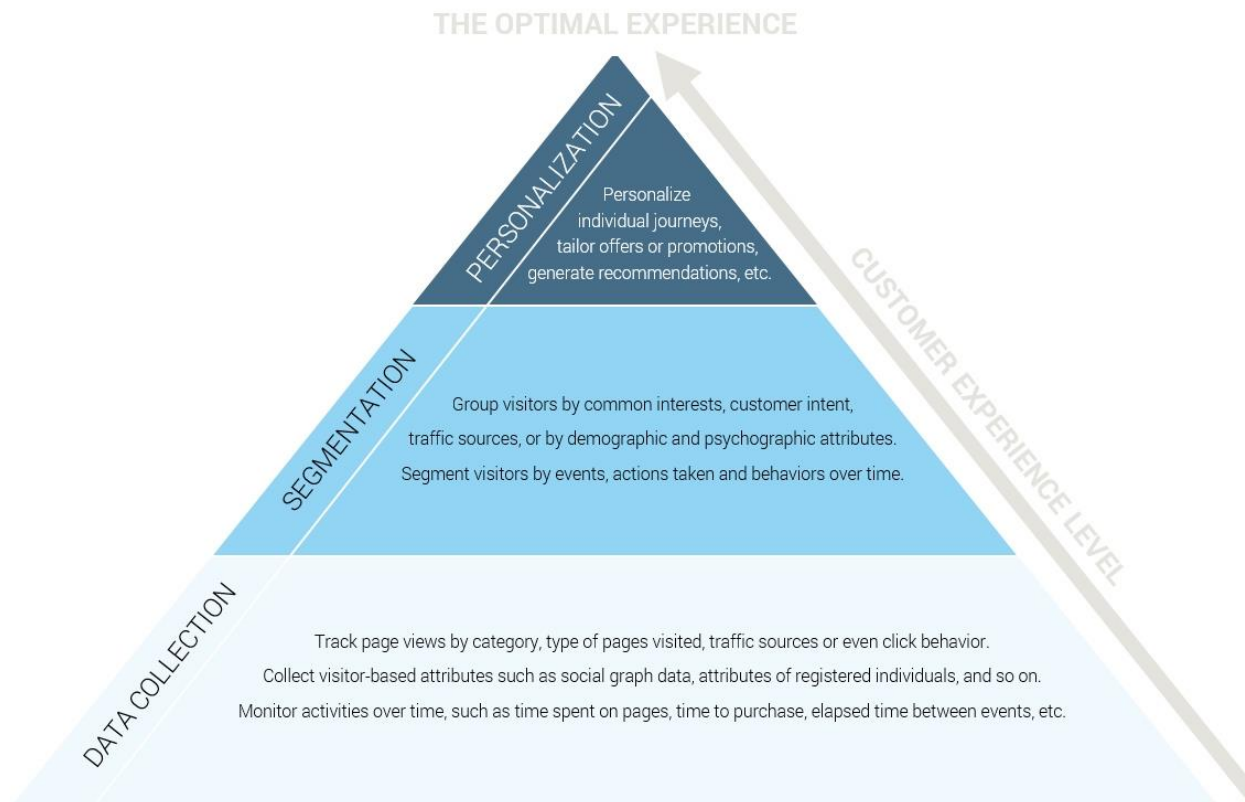 THE OPTIMAL EXPERIENCE
PERSONALIZATION
Personalize
individual journeys,
tailor offers or promotions,
generate recommendations, etc.
CUSTOMER EXPERIENCE LEVEL
SEGMENTATION
Group visitors by common interests, customer intent,
traffic sources, or by demographic and psychographic attributes.
Segment visitors by events, actions taken and behaviors over time.
DATA COLLECTION
Track page views by category, type of pages visited, traffic sources or even click behavior.
Collect visitor-based attributes such as social graph data, attributes of registered individuals, and so on.
Monitor activities over time, such as time spent on pages, time to purchase, elapsed time between events, etc.